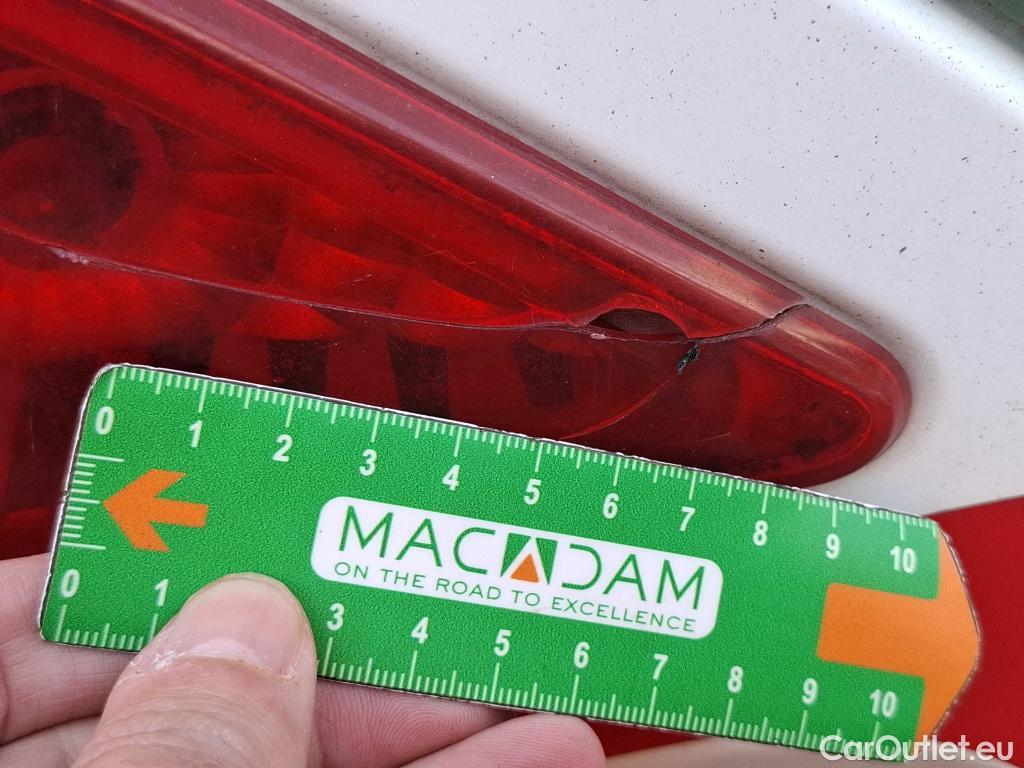 0 1 2 3 4 5 6 7 8 9 10
MACADAM
ON THE ROAD TO EXCELLENCE
0 1 3 4 5 6 7 8 9 10
CarOutlet.eu